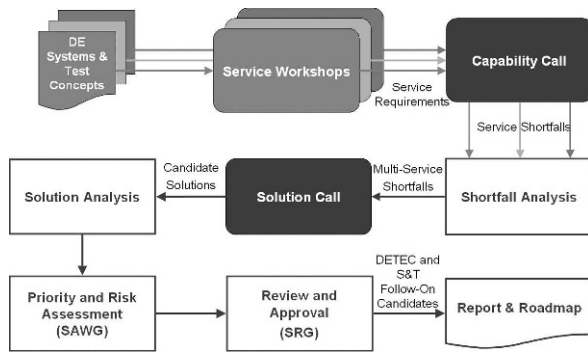 DE
Systems &
Test
Concepts
Service Workshops
Service
Requirements
Capability Call
Service Shortfalls
Solution Analysis
Candidate
Solutions
Solution Call
Multi-Service
Shortfalls
Shortfall Analysis
Priority and Risk
Assessment
(SAWG)
Review and
Approval
(SRG)
DETEC and
S&T
Follow-On
Candidates
Report & Roadmap